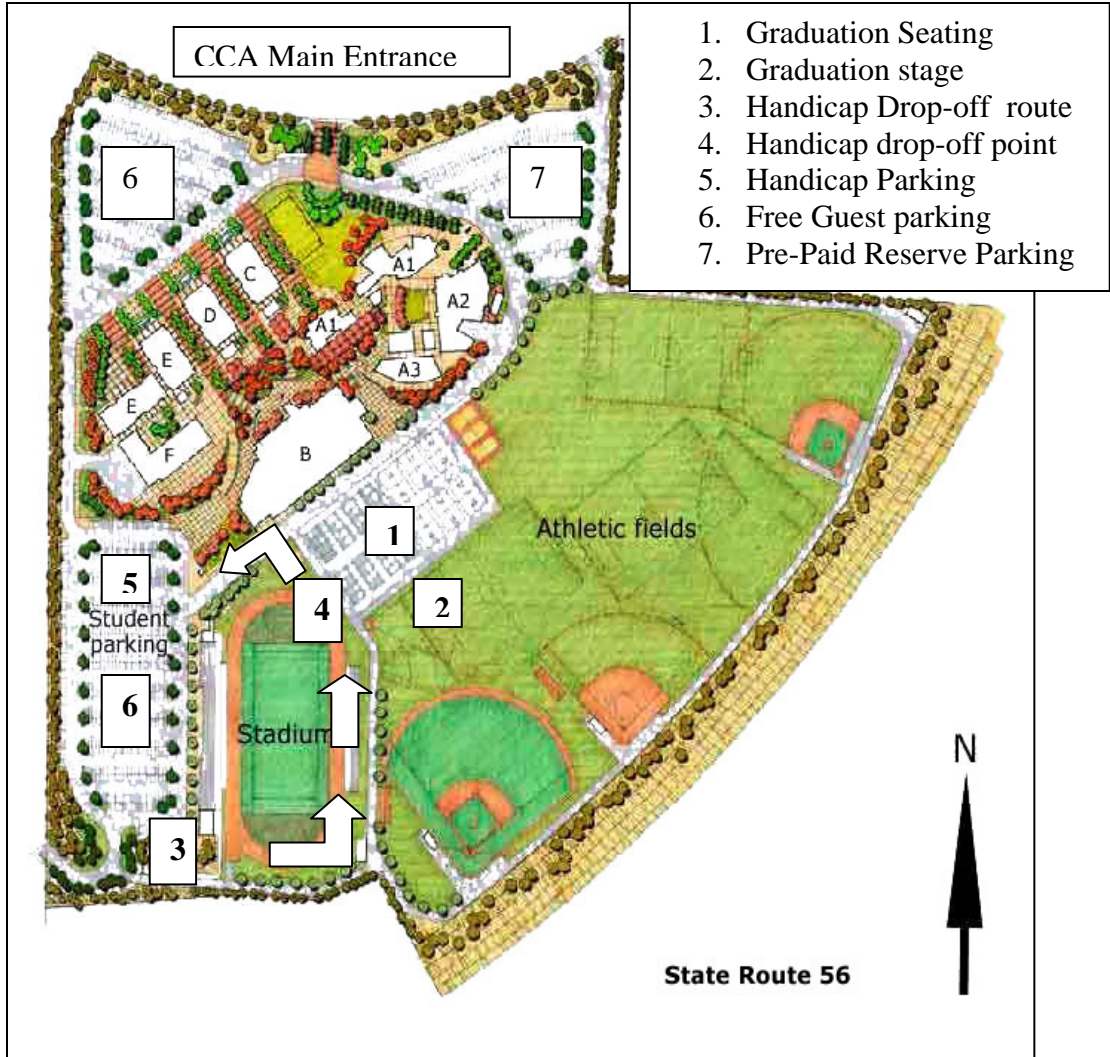 CCA Main Entrance
1. Graduation Seating
2. Graduation stage
3. Handicap Drop-off route
4. Handicap drop-off point
5. Handicap Parking
6. Free Guest parking
7. Pre-Paid Reserve Parking
6
7
C
A1
D
A2
A1
E
A3
E
B
F
1
Athletic fields
5
4
2
Student
parking
6
Stadium
N
3
State Route 56